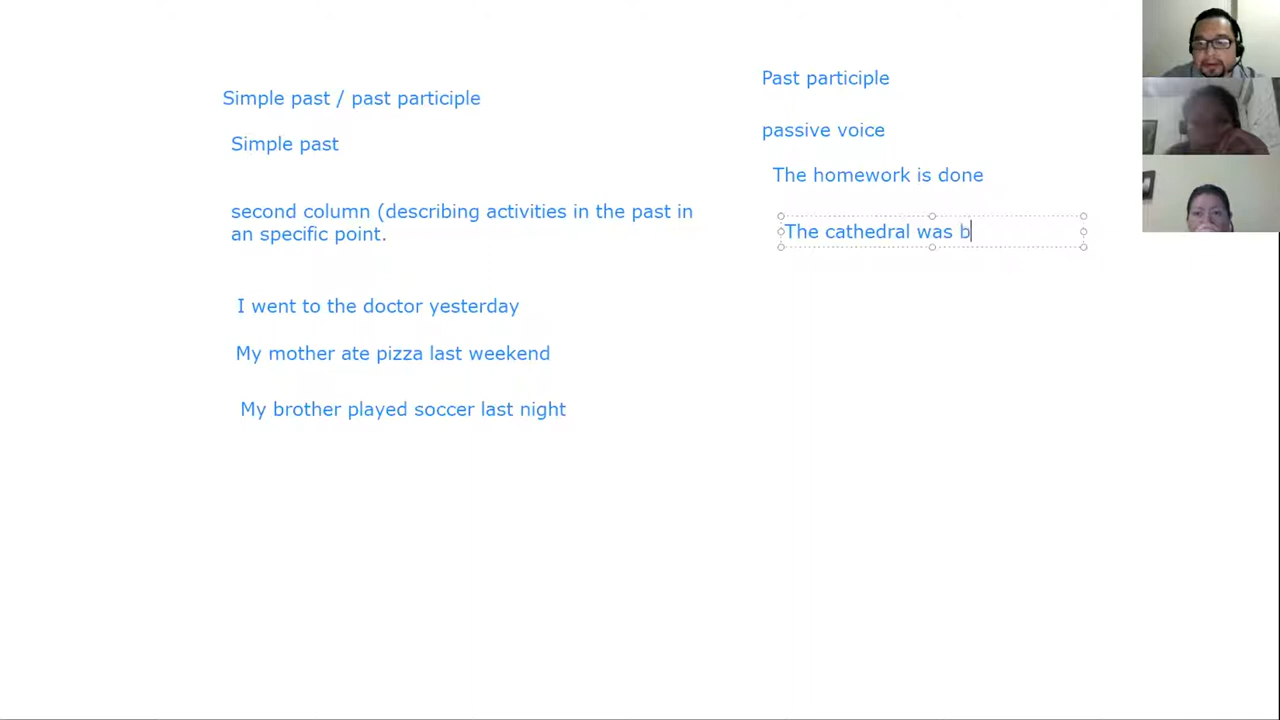 Simple past / past participle
Simple past
second column (describing activities in the past in
an specific point.
I went to the doctor yesterday
My mother ate pizza last weekend
My brother played soccer last night
Past participle
passive voice
The homework is done
The cathedral was b